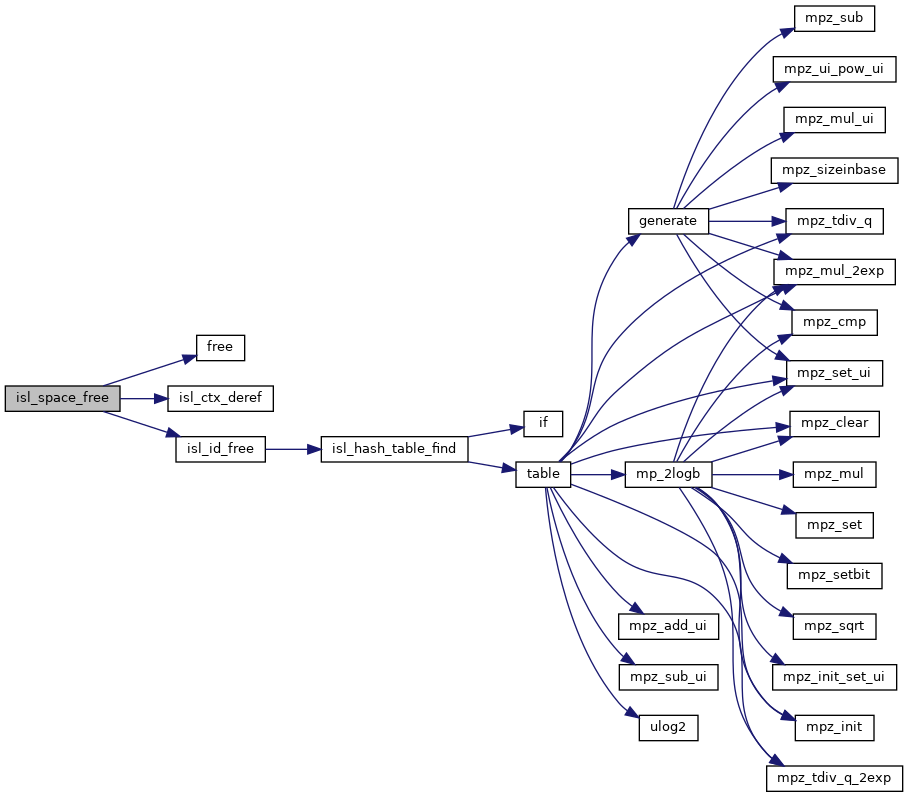 isl_space_free
free
isl_ctx_deref
isl_id_free
isl_hash_table_find
if
table
generate
mp_2logb
mpz_add_ui
mpz_sub_ui
ulog2
mpz_sub
mpz_ui_pow_ui
mpz_mul_ui
mpz_sizeinbase
mpz_tdiv_q
mpz_mul_2exp
mpz_cmp
mpz_set_ui
mpz_clear
mpz_mul
mpz_set
mpz_setbit
mpz_sqrt
mpz_init_set_ui
mpz_init
mpz_tdiv_q_2exp